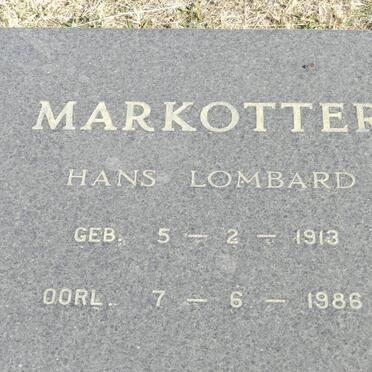 MARKOTTER
HANS LOMBARD
GEB. 5 – 2 – 1913
OORL. 7 – 6 – 1986